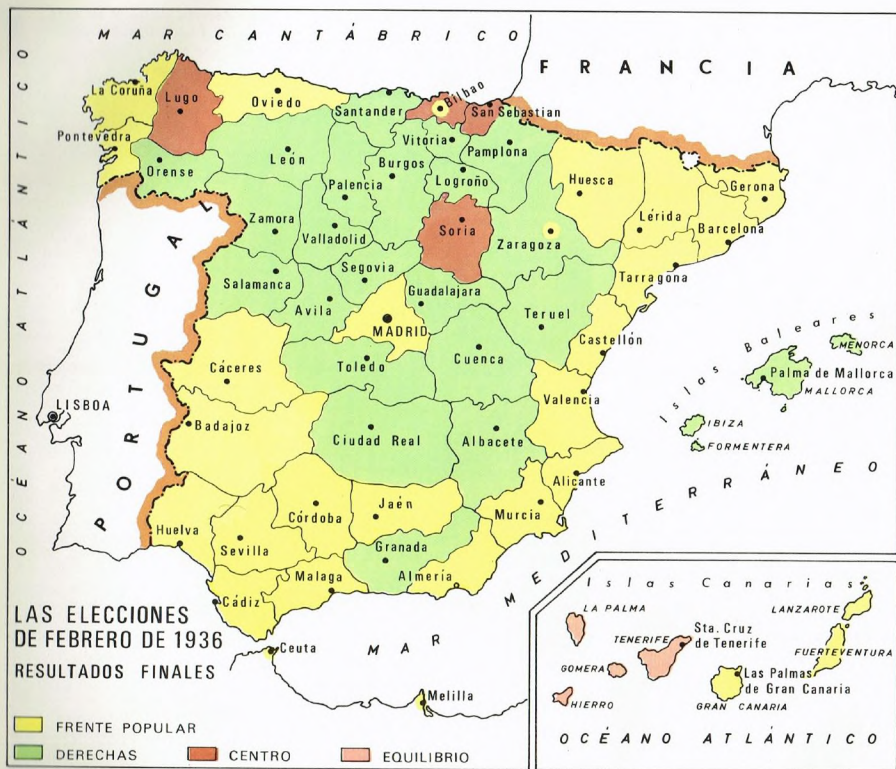 MAR CANTÁBRICO
FRANCIA
OCÉANO ATLÁNTICO
La Coruña
Lugo
Oviedo
Santander
Bilbao
San Sebastian
Pontevedra
Orense
León
Vitoria
Pamplona
Burgos
Palencia
Logroño
Huesca
Gerona
Lérida
Barcelona
Zamora
Valladolid
Soria
Zaragoza
Tarragona
PORTUGAL
Salamanca
Segovia
Avila
Guadalajara
MADRID
Teruel
Castellón
Islas Baleares
MENORCA
Palma de Mallorca
MALLORCA
IBIZA
FORMENTERA
Cáceres
Toledo
Cuenca
Valencia
LISBOA
Badajoz
Ciudad Real
Albacete
Alicante
Murcia
Huelva
Sevilla
Córdoba
Jaén
Granada
Almería
Malaga
Cádiz
Ceuta
Melilla
MAR MEDITERRÁNEO
LAS ELECCIONES
DE FEBRERO DE 1936
RESULTADOS FINALES
FRENTE POPULAR
DERECHAS
CENTRO
EQUILIBRIO
Islas Canarias
LA PALMA
TENERIFE
Sta. Cruz
de Tenerife
GOMERA
HIERRO
LANZAROTE
FUERTEVENTURA
Las Palmas
de Gran Canaria
GRAN CANARIA
OCÉANO ATLÁNTICO